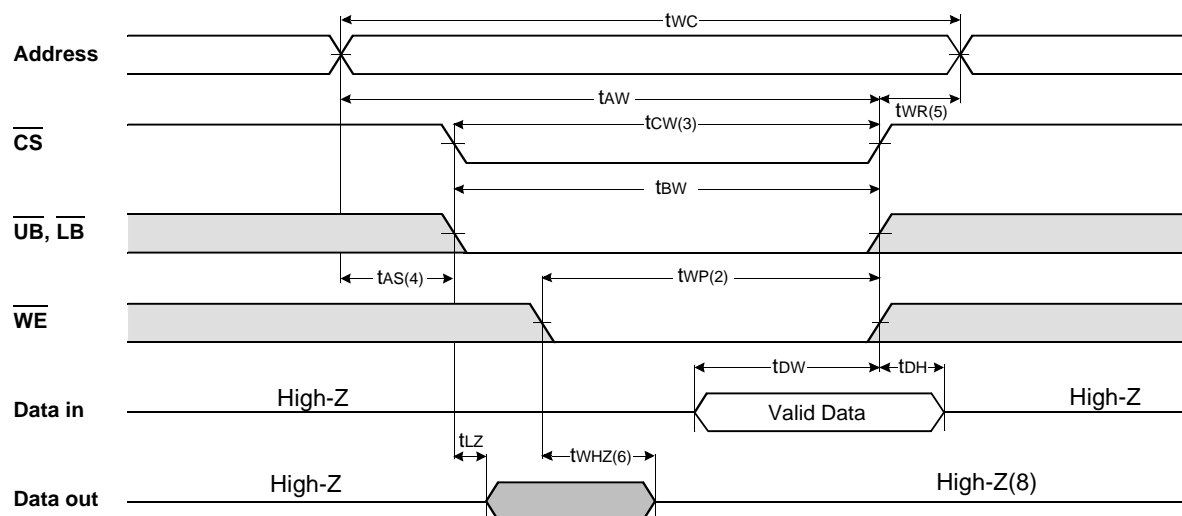 tWC
Address
tAW
tWR(5)
tCW(3)
CS
tBW
UB, LB
tAS(4)
tWP(2)
WE
tDW
tDH
High-Z
Valid Data
High-Z
Data in
tLZ
tWHZ(6)
High-Z
High-Z(8)
Data out